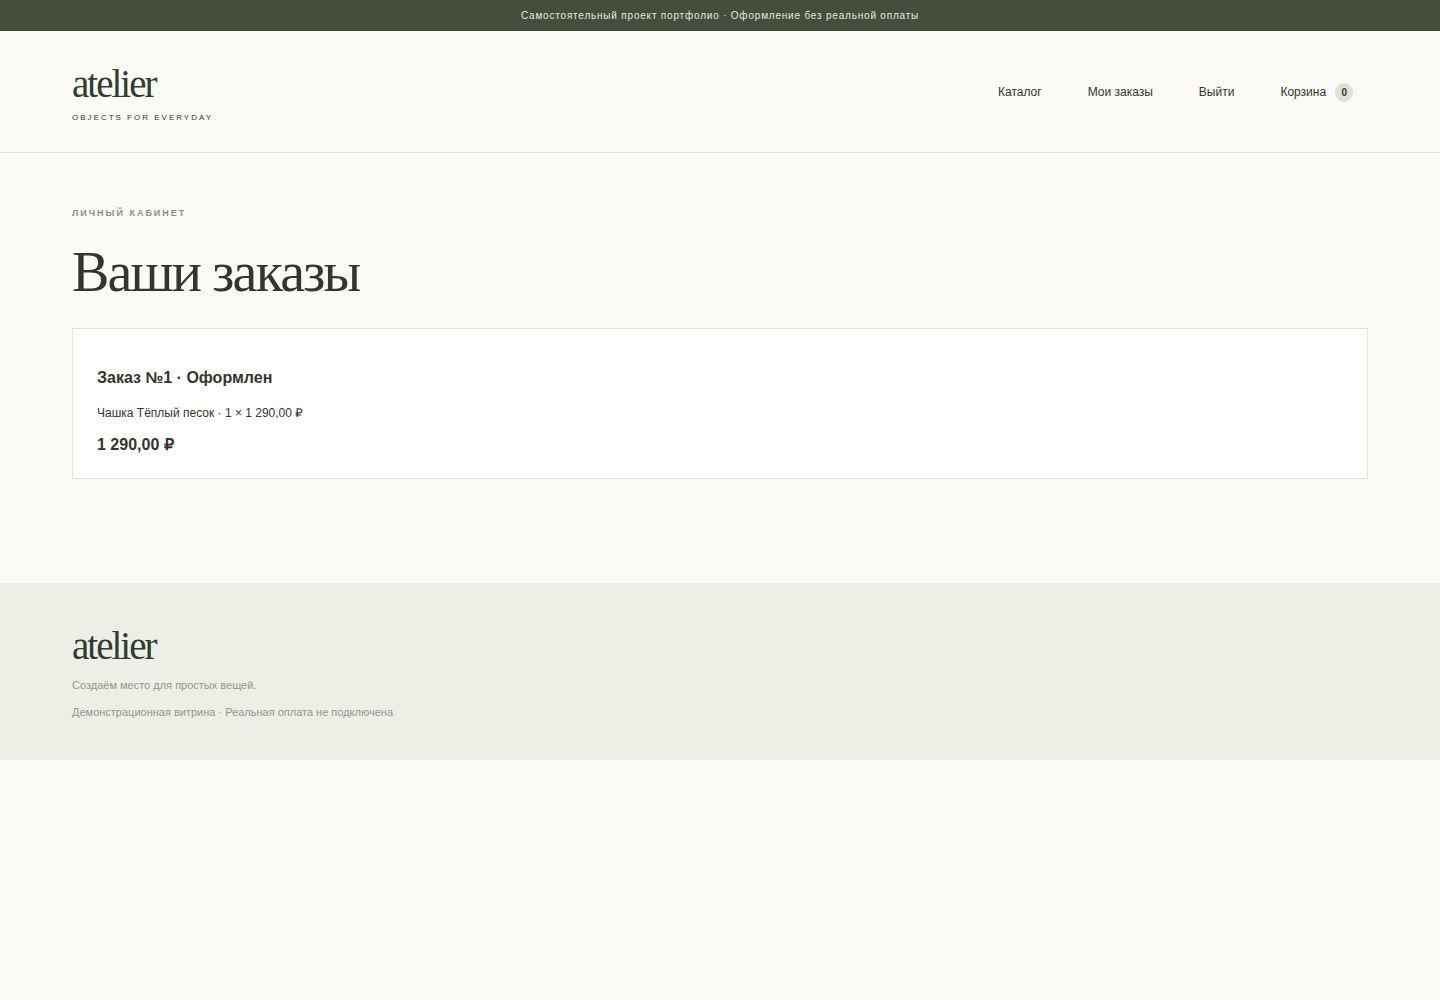 Самостоятельный проект портфолио · Оформление без реальной оплаты
atelier
OBJECTS FOR EVERYDAY
Каталог Мои заказы Выйти Корзина 0
ЛИЧНЫЙ КАБИНЕТ
Ваши заказы
Заказ №1 · Оформлен
Чашка Тёплый песок · 1 × 1 290,00 ₽
1 290,00 ₽
atelier
Создаём место для простых вещей.
Демонстрационная витрина · Реальная оплата не подключена